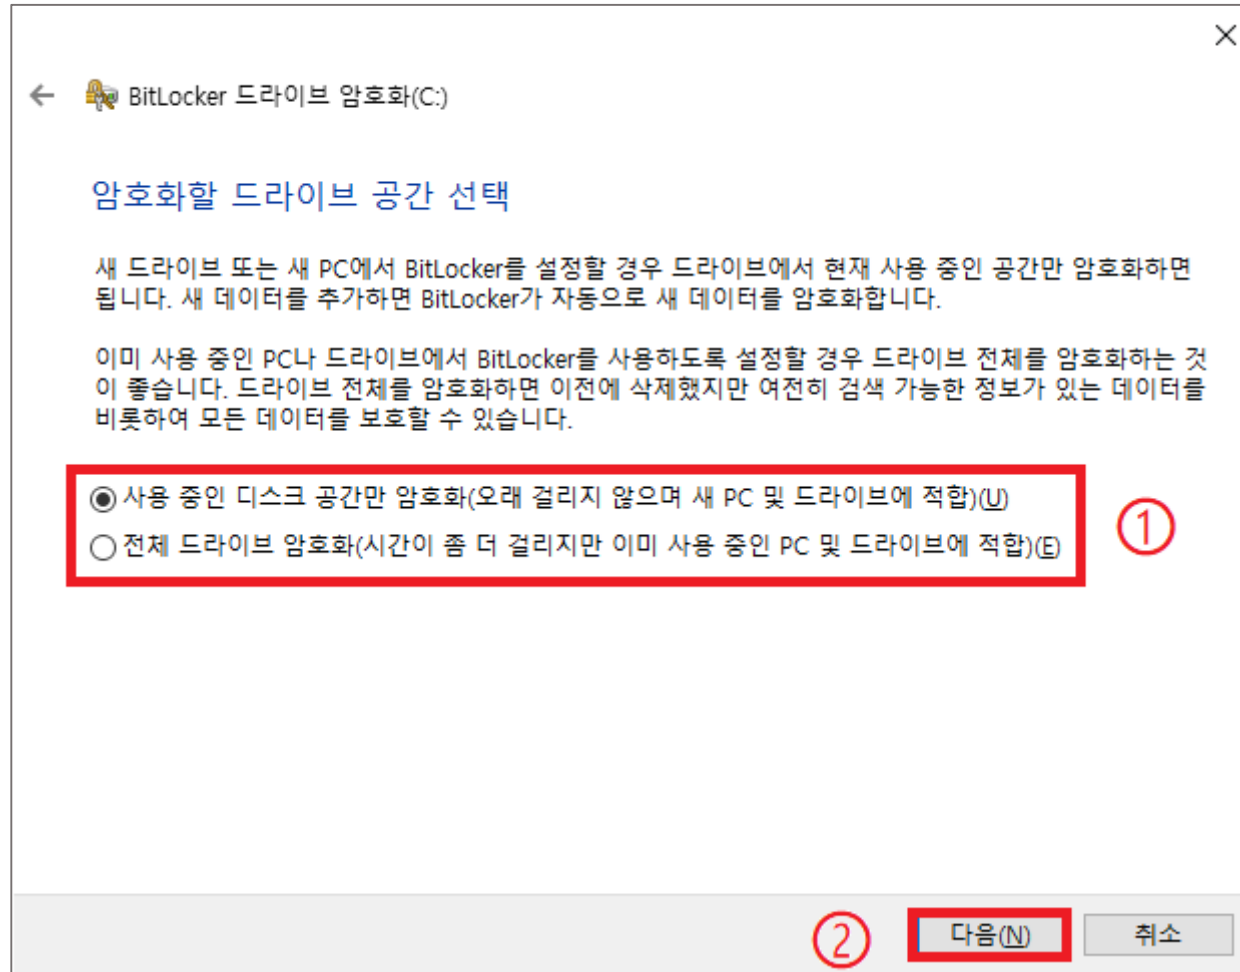 BitLocker 드라이브 암호화(C:)
암호화할 드라이브 공간 선택
새 드라이브 또는 새 PC에서 BitLocker를 설정할 경우 드라이브에서 현재 사용 중인 공간만 암호화하면
됩니다. 새 데이터를 추가하면 BitLocker가 자동으로 새 데이터를 암호화합니다.
이미 사용 중인 PC나 드라이브에서 BitLocker를 사용하도록 설정할 경우 드라이브 전체를 암호화하는 것
이 좋습니다. 드라이브 전체를 암호화하면 이전에 삭제했지만 여전히 검색 가능한 정보가 있는 데이터를
비롯하여 모든 데이터를 보호할 수 있습니다.
사용 중인 디스크 공간만 암호화(오래 걸리지 않으며 새 PC 및 드라이브에 적합)(U)
전체 드라이브 암호화(시간이 좀 더 걸리지만 이미 사용 중인 PC 및 드라이브에 적합)(E)
①
② 다음(N) 취소